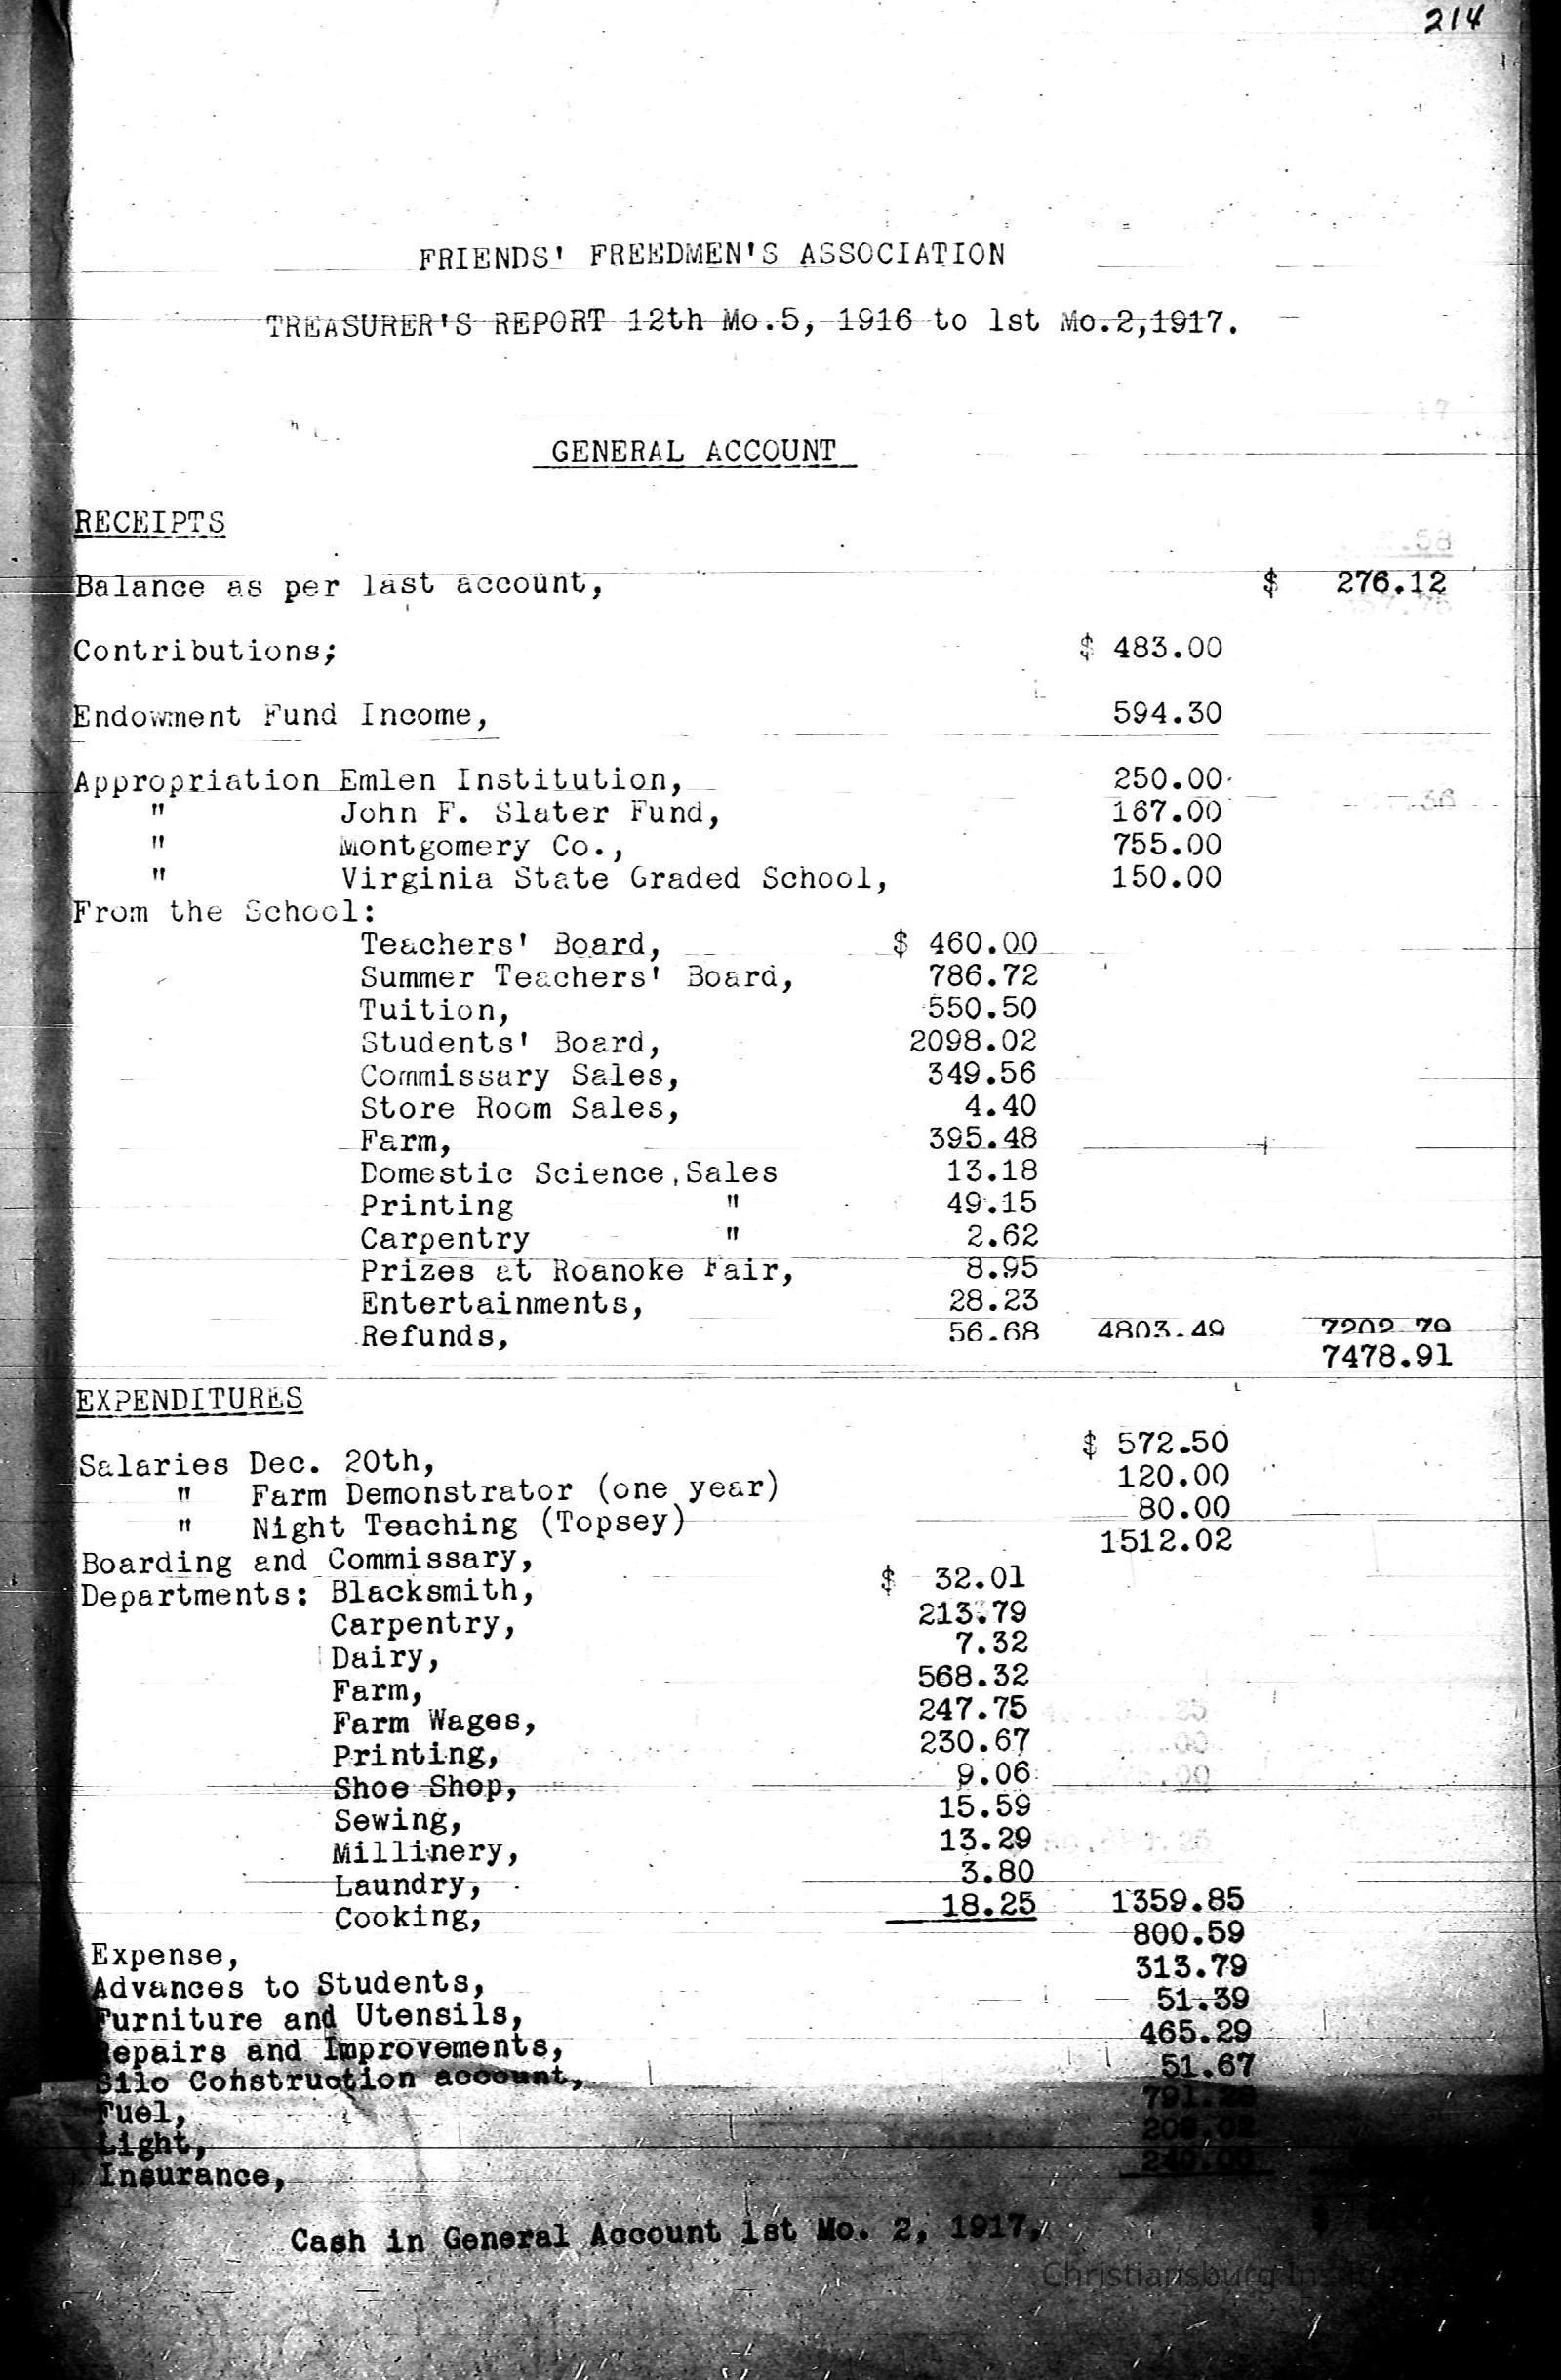 214
FRIENDS' FREEDMEN'S ASSOCIATION
TREASURER'S REPORT 12th Mo.5, 1916 to 1st Mo.2,1917.
GENERAL ACCOUNT
RECEIPTS
Balance as per last account, $ 276.12
Contributions; $ 483.00
Endowment Fund Income, 594.30
Appropriation Emlen Institution, 250.00
" John F. Slater Fund, 167.00
" Montgomery Co., 755.00
" Virginia State Graded School, 150.00
From the School:
Teachers' Board, $ 460.00
Summer Teachers' Board, 786.72
Tuition, 550.50
Students' Board, 2098.02
Commissary Sales, 349.56
Store Room Sales, 4.40
Farm, 395.48
Domestic Science, Sales 13.18
Printing " 49.15
Carpentry " 2.62
Prizes at Roanoke Fair, 8.95
Entertainments, 28.23
Refunds, 56.68 4803.49 7202.79
7478.91
EXPENDITURES
Salaries Dec. 20th, $ 572.50
" Farm Demonstrator (one year) 120.00
" Night Teaching (Topsey) 80.00
Boarding and Commissary, 1512.02
Departments: Blacksmith, $ 32.01
Carpentry, 213.79
Dairy, 7.32
Farm, 568.32
Farm Wages, 247.75
Printing, 230.67
Shoe Shop, 9.06
Sewing, 15.59
Millinery, 13.29
Laundry, 3.80
Cooking, 18.25 1359.85
Expense, 800.59
Advances to Students, 313.79
Furniture and Utensils, 51.39
Repairs and Improvements, 465.29
Silo Construction account, 51.67
Fuel,
Light,
Insurance, 240.00
Cash in General Account 1st Mo. 2, 1917, $
Christiansburg